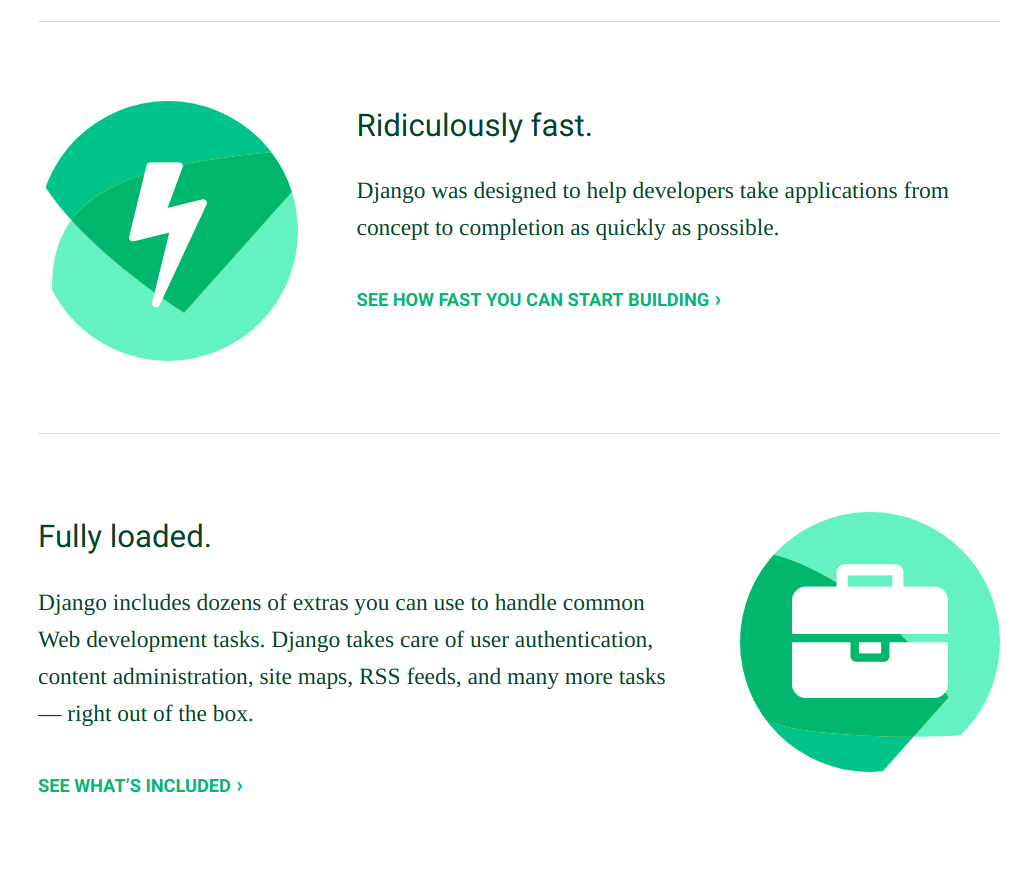 Ridiculously fast.
Django was designed to help developers take applications from
concept to completion as quickly as possible.
SEE HOW FAST YOU CAN START BUILDING ›
Fully loaded.
Django includes dozens of extras you can use to handle common
Web development tasks. Django takes care of user authentication,
content administration, site maps, RSS feeds, and many more tasks
— right out of the box.
SEE WHAT’S INCLUDED ›